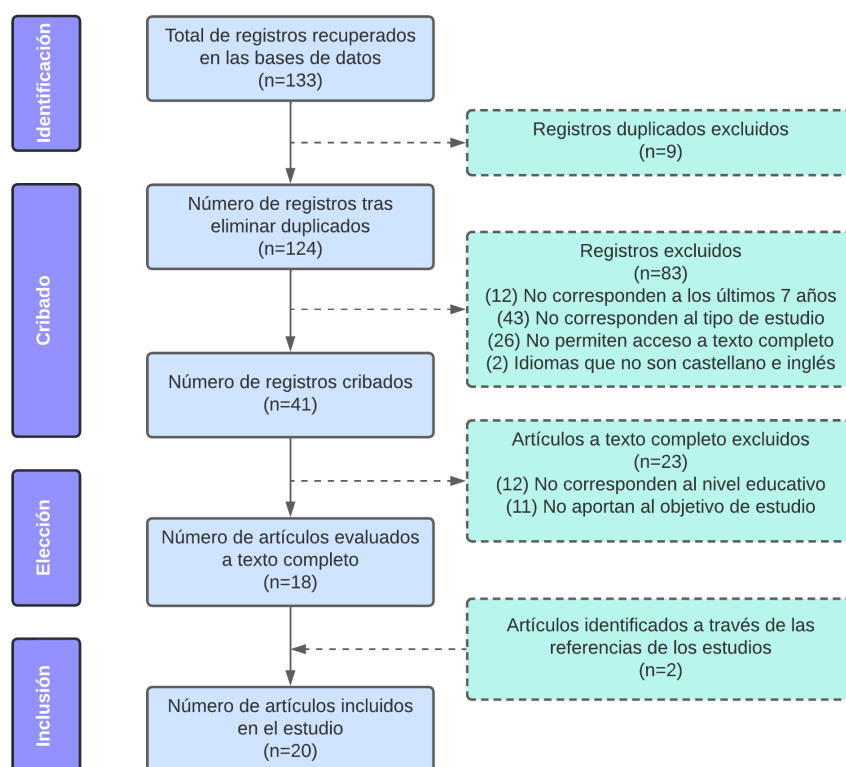 Identificación
Total de registros recuperados
en las bases de datos
(n=133)
Registros duplicados excluidos
(n=9)
Cribado
Número de registros tras
eliminar duplicados
(n=124)
Registros excluidos
(n=83)
(12) No corresponden a los últimos 7 años
(43) No corresponden al tipo de estudio
(26) No permiten acceso a texto completo
(2) Idiomas que no son castellano e inglés
Número de registros cribados
(n=41)
Artículos a texto completo excluidos
(n=23)
(12) No corresponden al nivel educativo
(11) No aportan al objetivo de estudio
Elección
Número de artículos evaluados
a texto completo
(n=18)
Artículos identificados a través de las
referencias de los estudios
(n=2)
Inclusión
Número de artículos incluidos
en el estudio
(n=20)